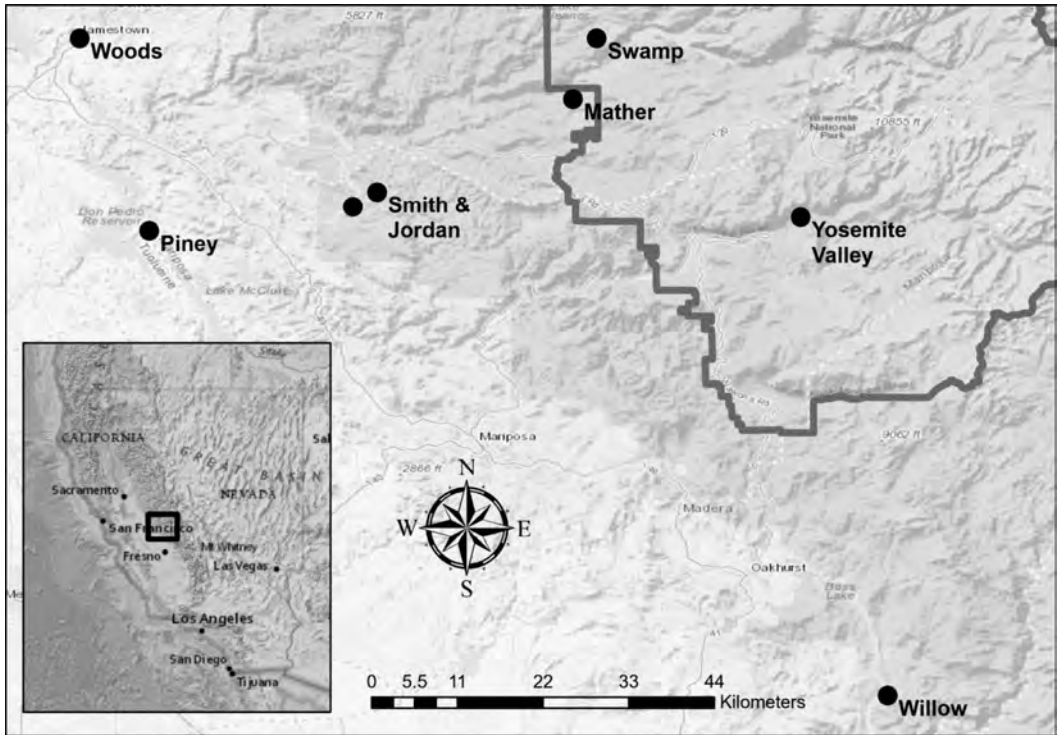 Jamestown
5827 ft
Woods
Swamp
Mather
10855 ft
Yosemite
National
Park
Smith &
Jordan
Don Pedro
Reservoir
Piney
Yosemite
Valley
Mariposa
Tuolumne
Mariposa
Lake McClure
Mariposa
2866 ft
9062 ft
Madera
Oakhurst
Bass
Lake
41
N
W
E
S
CALIFORNIA
GREAT BASIN
NEVADA
Sacramento
San Francisco
Fresno
Mt Whitney
Las Vegas
Los Angeles
San Diego
Tijuana
0 5.5 11 22 33 44
Kilometers
Willow